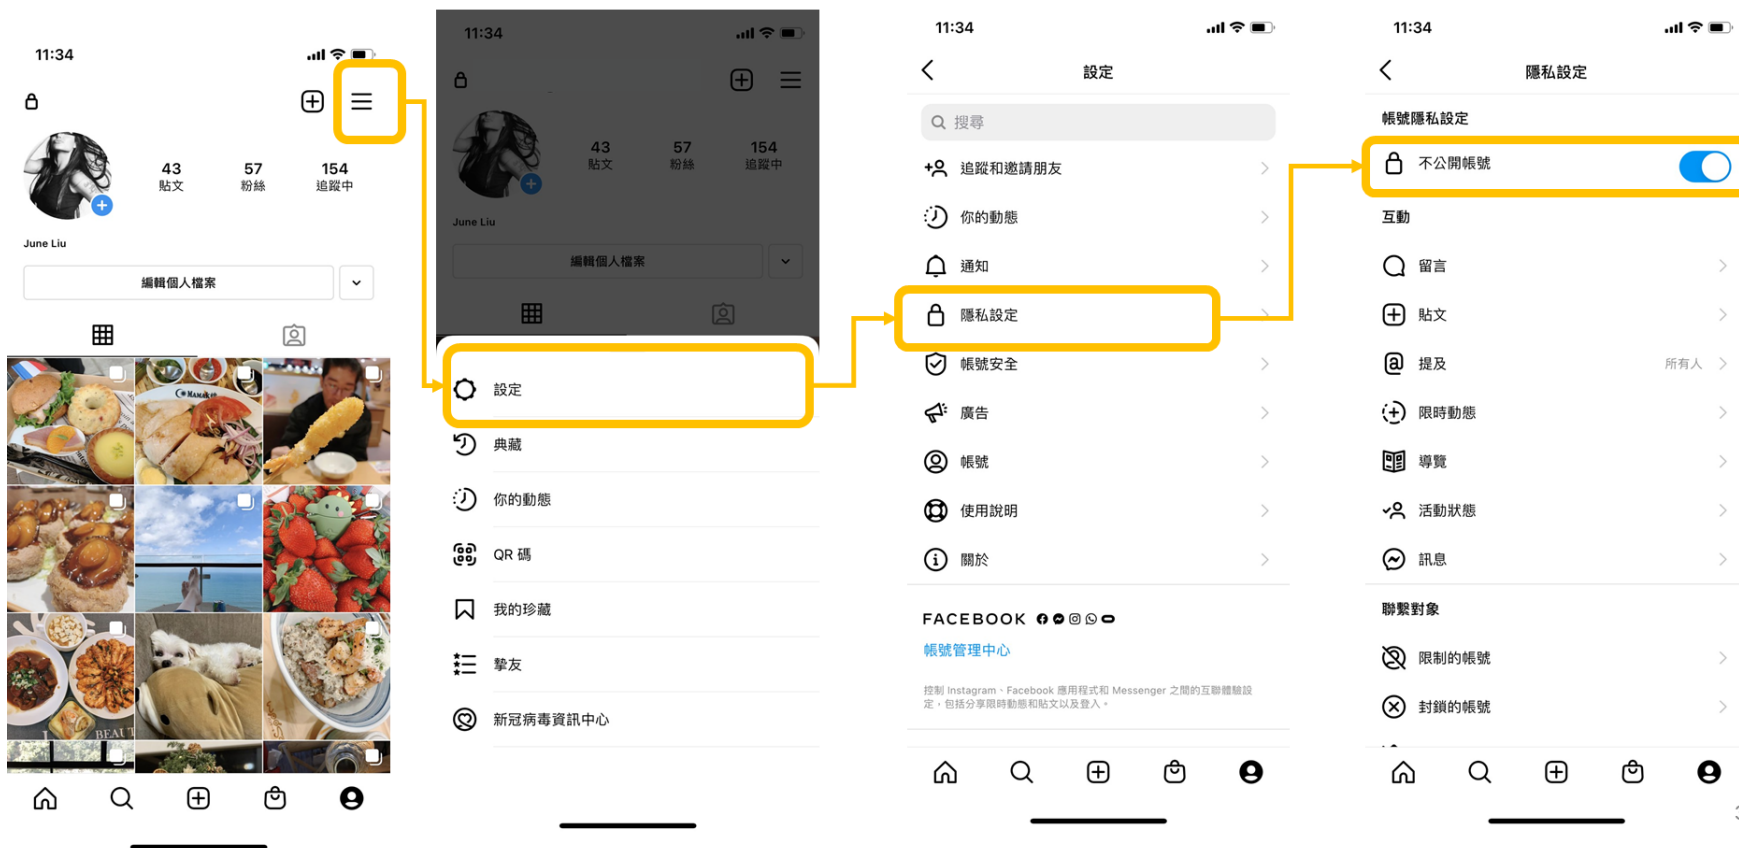 11:34
43
57
154
貼文
粉絲
追蹤中
June Liu
編輯個人檔案
MAMAK
BEAUT
11:34
43
57
154
貼文
粉絲
追蹤中
June Liu
編輯個人檔案
設定
典藏
你的動態
QR 碼
我的珍藏
摯友
新冠病毒資訊中心
11:34
設定
搜尋
追蹤和邀請朋友
你的動態
通知
隱私設定
帳號安全
廣告
帳號
使用說明
關於
FACEBOOK
帳號管理中心
控制 Instagram、Facebook 應用程式和 Messenger 之間的互聯體驗設
定，包括分享限時動態和貼文以及登入。
11:34
隱私設定
帳號隱私設定
不公開帳號
互動
留言
貼文
提及 所有人
限時動態
導覽
活動狀態
訊息
聯繫對象
限制的帳號
封鎖的帳號